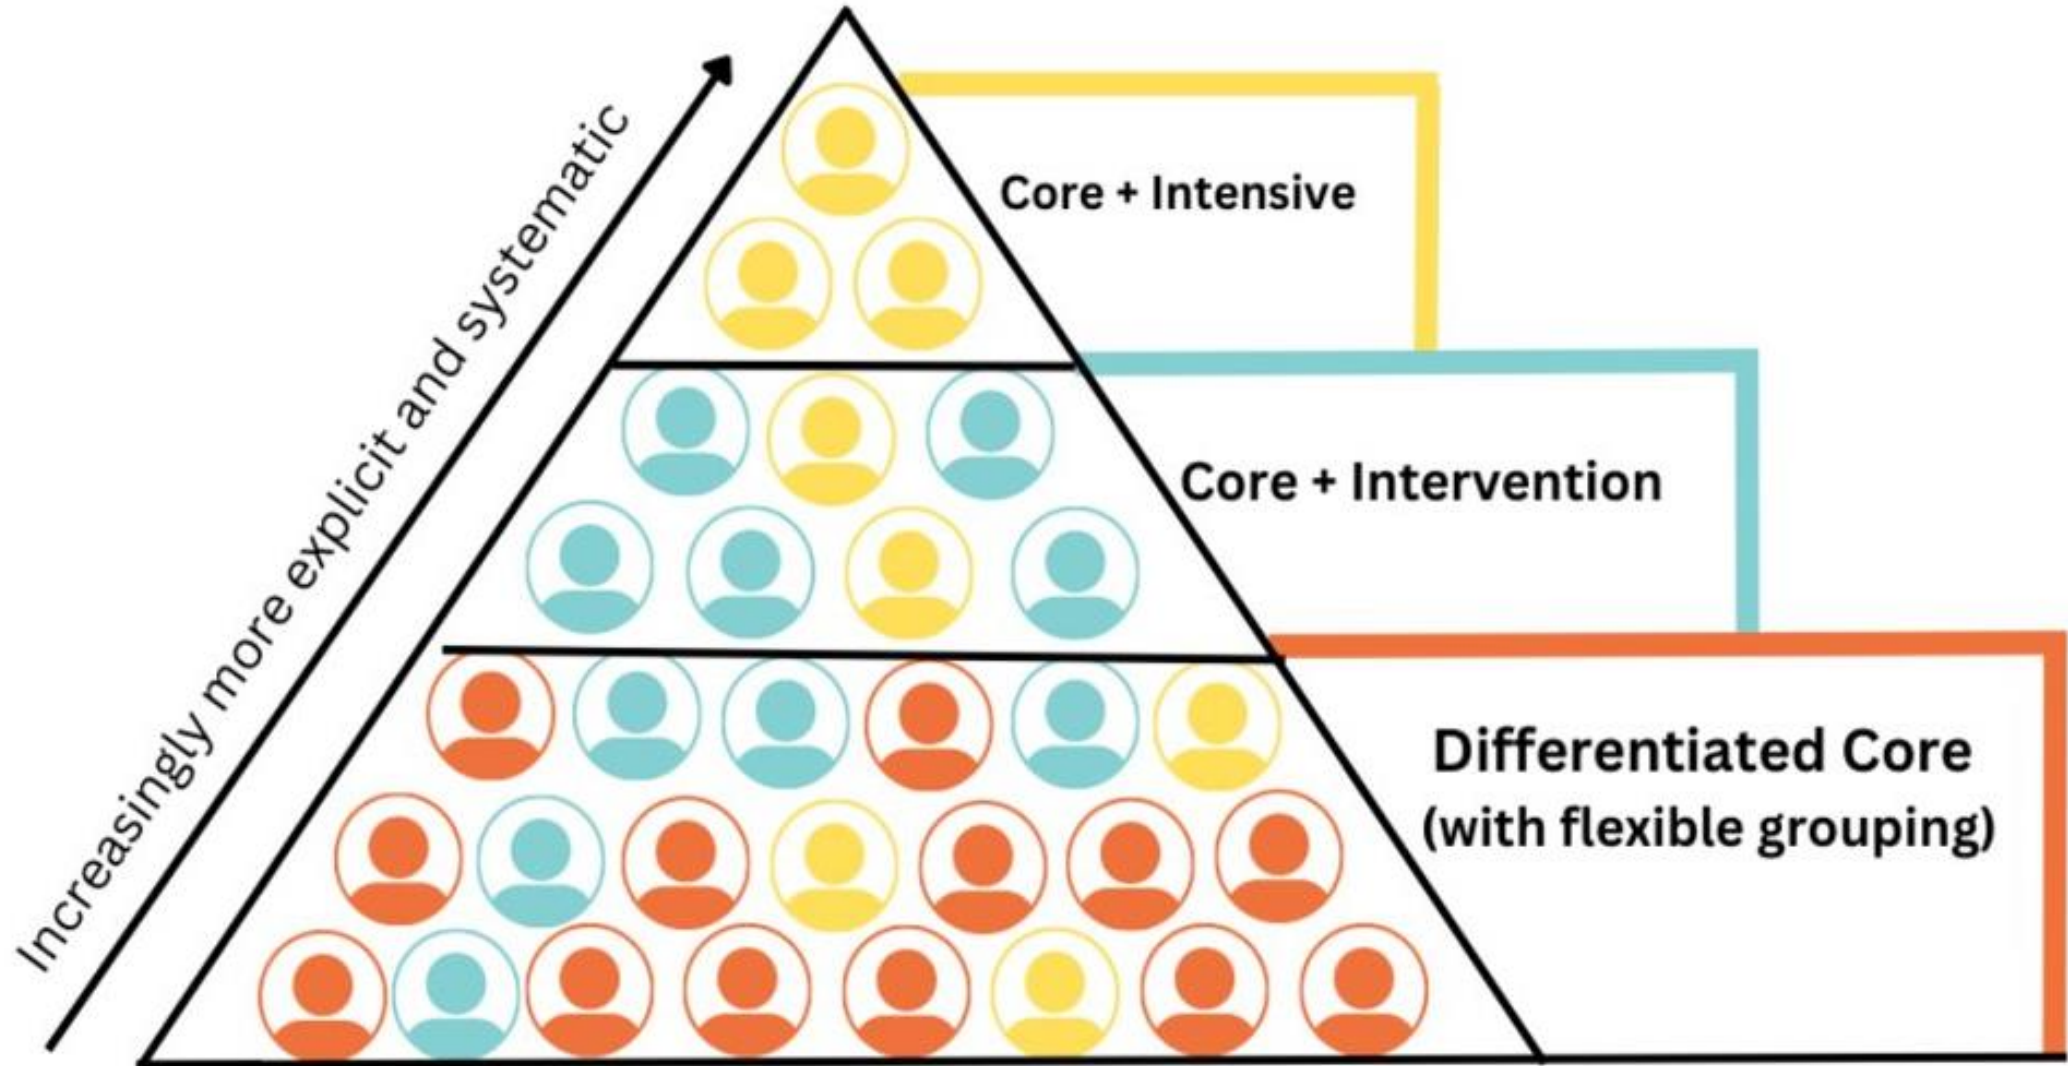 Increasingly more explicit and systematic
Core + Intensive
Core + Intervention
Differentiated Core
(with flexible grouping)